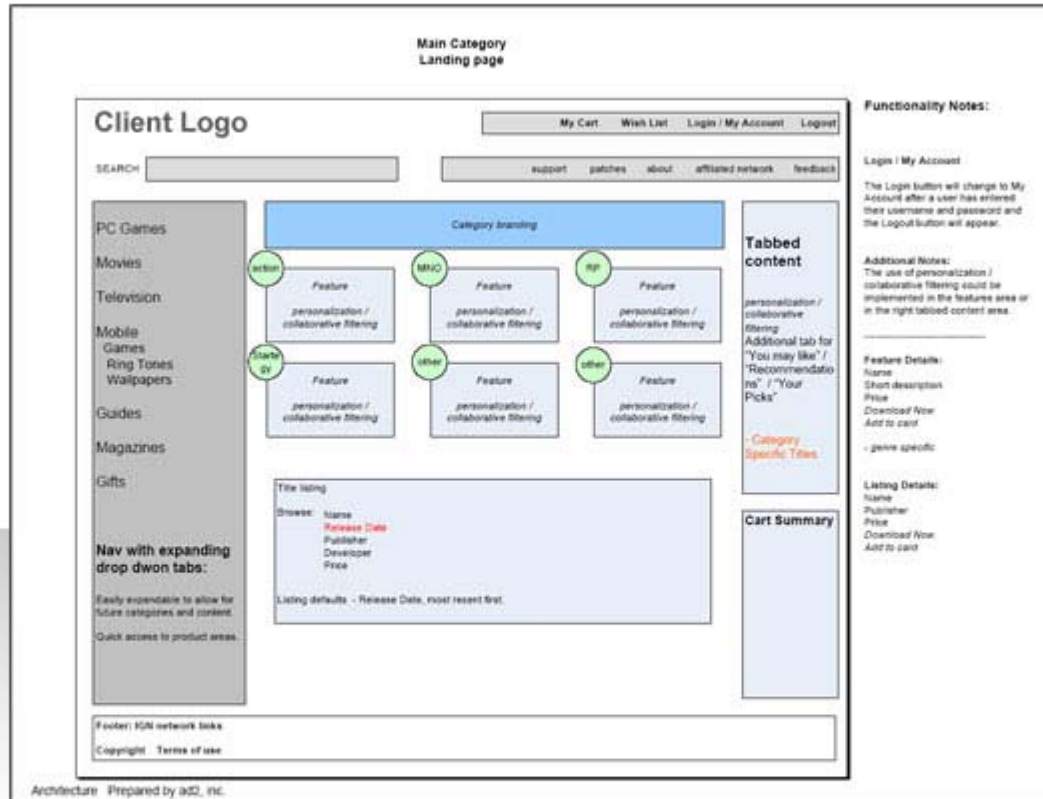 Main Category
Landing page
Client Logo
My Cart Wish List Login / My Account Logout
SEARCH
support patches about affiliated network feedback
PC Games
Movies
Television
Mobile
Games
Ring Tones
Wallpapers
Guides
Magazines
Gifts
Nav with expanding
drop dwon tabs:
Easily expendable to allow for
future categories and content.
Quick access to product areas.
Category branding
action
Feature
personalization /
collaborative filtering
MNO
Feature
personalization /
collaborative filtering
RP
Feature
personalization /
collaborative filtering
Starte
gy
Feature
personalization /
collaborative filtering
other
Feature
personalization /
collaborative filtering
other
Feature
personalization /
collaborative filtering
Title listing
Browse: Name
Release Date
Publisher
Developer
Price
Listing defaults - Release Date, most resent first.
Tabbed
content
personalization /
collaborative
filtering
Additional tab for
"You may like" /
"Recommendatio
ns" / "Your
Picks"
- Category
Specific Titles
Cart Summary
Footer: IGN network links
Copyright Terms of use
Functionality Notes:
Login / My Account
The Login button will change to My
Account after a user has entered
their username and password and
the Logout button will appear.
Additional Notes:
The use of personalization /
collaborative filtering could be
implemented in the features area or
in the right tabbed content area.
Feature Details:
Name
Short description
Price
Download Now
Add to card
- genre specific
Listing Details:
Name
Publisher
Price
Download Now
Add to card
Architecture Prepared by ad2, inc.